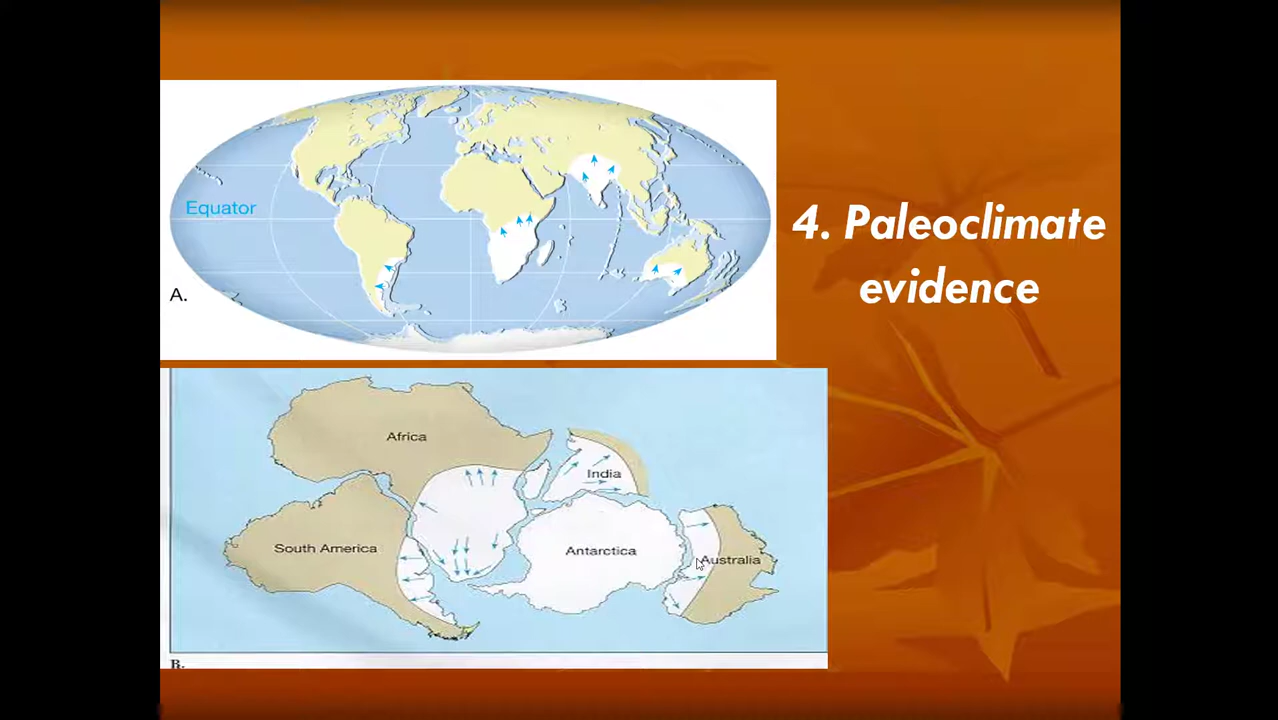 Equator
A.
4. Paleoclimate
evidence
Africa
India
South America
Antarctica
Australia
B.